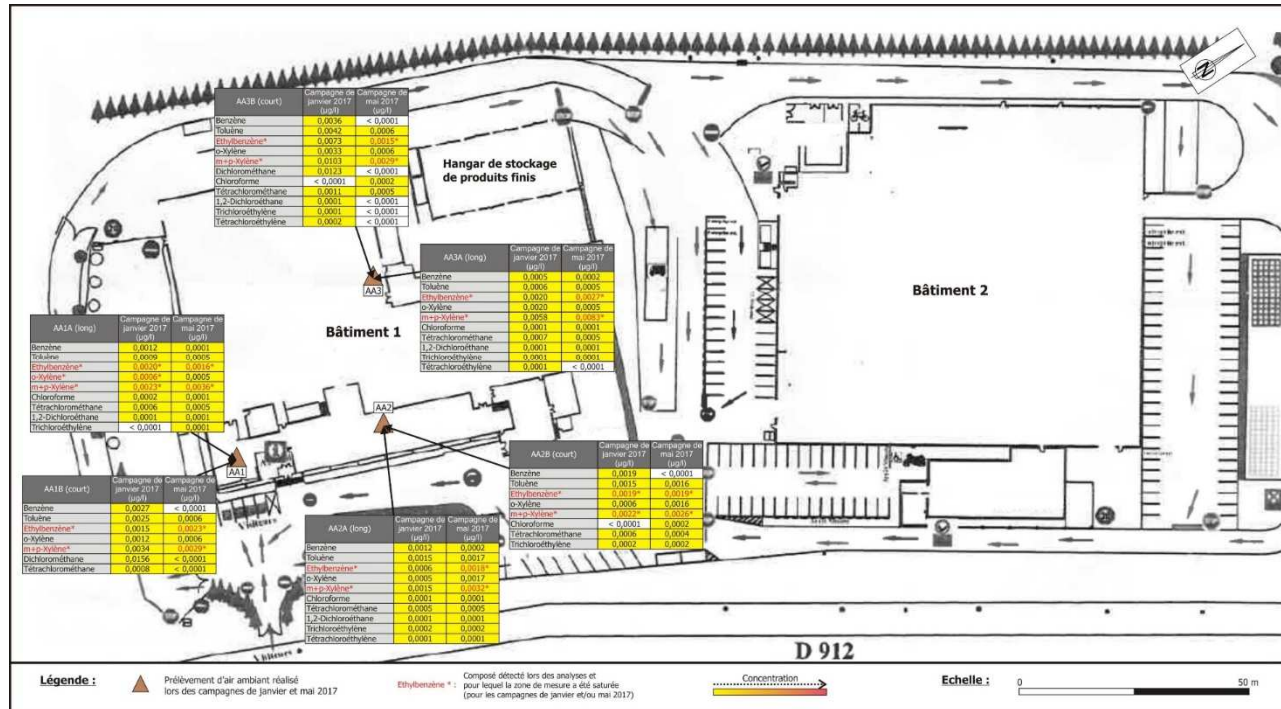 AA3B (court) Campagne de janvier 2017 (µg/l) Campagne de mai 2017 (µg/l)
Benzène 0,0036 < 0,0001
Toluène 0,0042 0,0006
Ethylbenzène* 0,0073 0,0015*
o-Xylène 0,0033 0,0006
m+p-Xylène* 0,0103 0,0029*
Dichlorométhane 0,0123 < 0,0001
Chloroforme < 0,0001 0,0002
Tétrachlorométhane 0,0011 0,0005
1,2-Dichloroéthane 0,0001 < 0,0001
Trichloroéthylène 0,0001 < 0,0001
Tétrachloroéthylène 0,0002 < 0,0001
Hangar de stockage
de produits finis
AA3
AA3A (long) Campagne de janvier 2017 (µg/l) Campagne de mai 2017 (µg/l)
Benzène 0,0005 0,0002
Toluène 0,0006 0,0005
Ethylbenzène* 0,0020 0,0027*
o-Xylène 0,0020 0,0005
m+p-Xylène* 0,0058 0,0083*
Chloroforme 0,0001 0,0001
Tétrachlorométhane 0,0007 0,0005
1,2-Dichloroéthane 0,0001 0,0001
Trichloroéthylène 0,0001 0,0001
Tétrachloroéthylène 0,0001 < 0,0001
Bâtiment 1
Bâtiment 2
AA1A (long) Campagne de janvier 2017 (µg/l) Campagne de mai 2017 (µg/l)
Benzène 0,0012 0,0001
Toluène 0,0009 0,0005
Ethylbenzène* 0,0020* 0,0016*
o-Xylène* 0,0006* 0,0005
m+p-Xylène* 0,0023* 0,0036*
Chloroforme 0,0002 0,0001
Tétrachlorométhane 0,0006 0,0005
1,2-Dichloroéthane 0,0001 0,0001
Trichloroéthylène < 0,0001 0,0001
AA2
AA1
AA1B (court) Campagne de janvier 2017 (µg/l) Campagne de mai 2017 (µg/l)
Benzène 0,0027 < 0,0001
Toluène 0,0025 0,0006
Ethylbenzène* 0,0015 0,0023*
o-Xylène 0,0012 0,0006
m+p-Xylène* 0,0034 0,0029*
Dichlorométhane 0,0156 < 0,0001
Tétrachlorométhane 0,0008 < 0,0001
AA2B (court) Campagne de janvier 2017 (µg/l) Campagne de mai 2017 (µg/l)
Benzène 0,0019 < 0,0001
Toluène 0,0015 0,0016
Ethylbenzène* 0,0019* 0,0019*
o-Xylène 0,0006 0,0016
m+p-Xylène* 0,0022* 0,0026*
Chloroforme < 0,0001 0,0002
Tétrachlorométhane 0,0006 0,0004
Trichloroéthylène 0,0002 0,0002
AA2A (long) Campagne de janvier 2017 (µg/l) Campagne de mai 2017 (µg/l)
Benzène 0,0012 0,0002
Toluène 0,0015 0,0017
Ethylbenzène* 0,0006 0,0018*
o-Xylène 0,0005 0,0017
m+p-Xylène* 0,0015 0,0032*
Chloroforme 0,0001 0,0001
Tétrachlorométhane 0,0005 0,0005
1,2-Dichloroéthane 0,0001 0,0001
Trichloroéthylène 0,0002 0,0002
Tétrachloroéthylène 0,0001 0,0001
Visiteurs
D 912
Légende :
Prélèvement d'air ambiant réalisé
lors des campagnes de janvier et mai 2017
Ethylbenzène * :
Composé détecté lors des analyses et
pour lequel la zone de mesure a été saturée
(pour les campagnes de janvier et/ou mai 2017)
Concentration
Echelle :
0 50 m
N